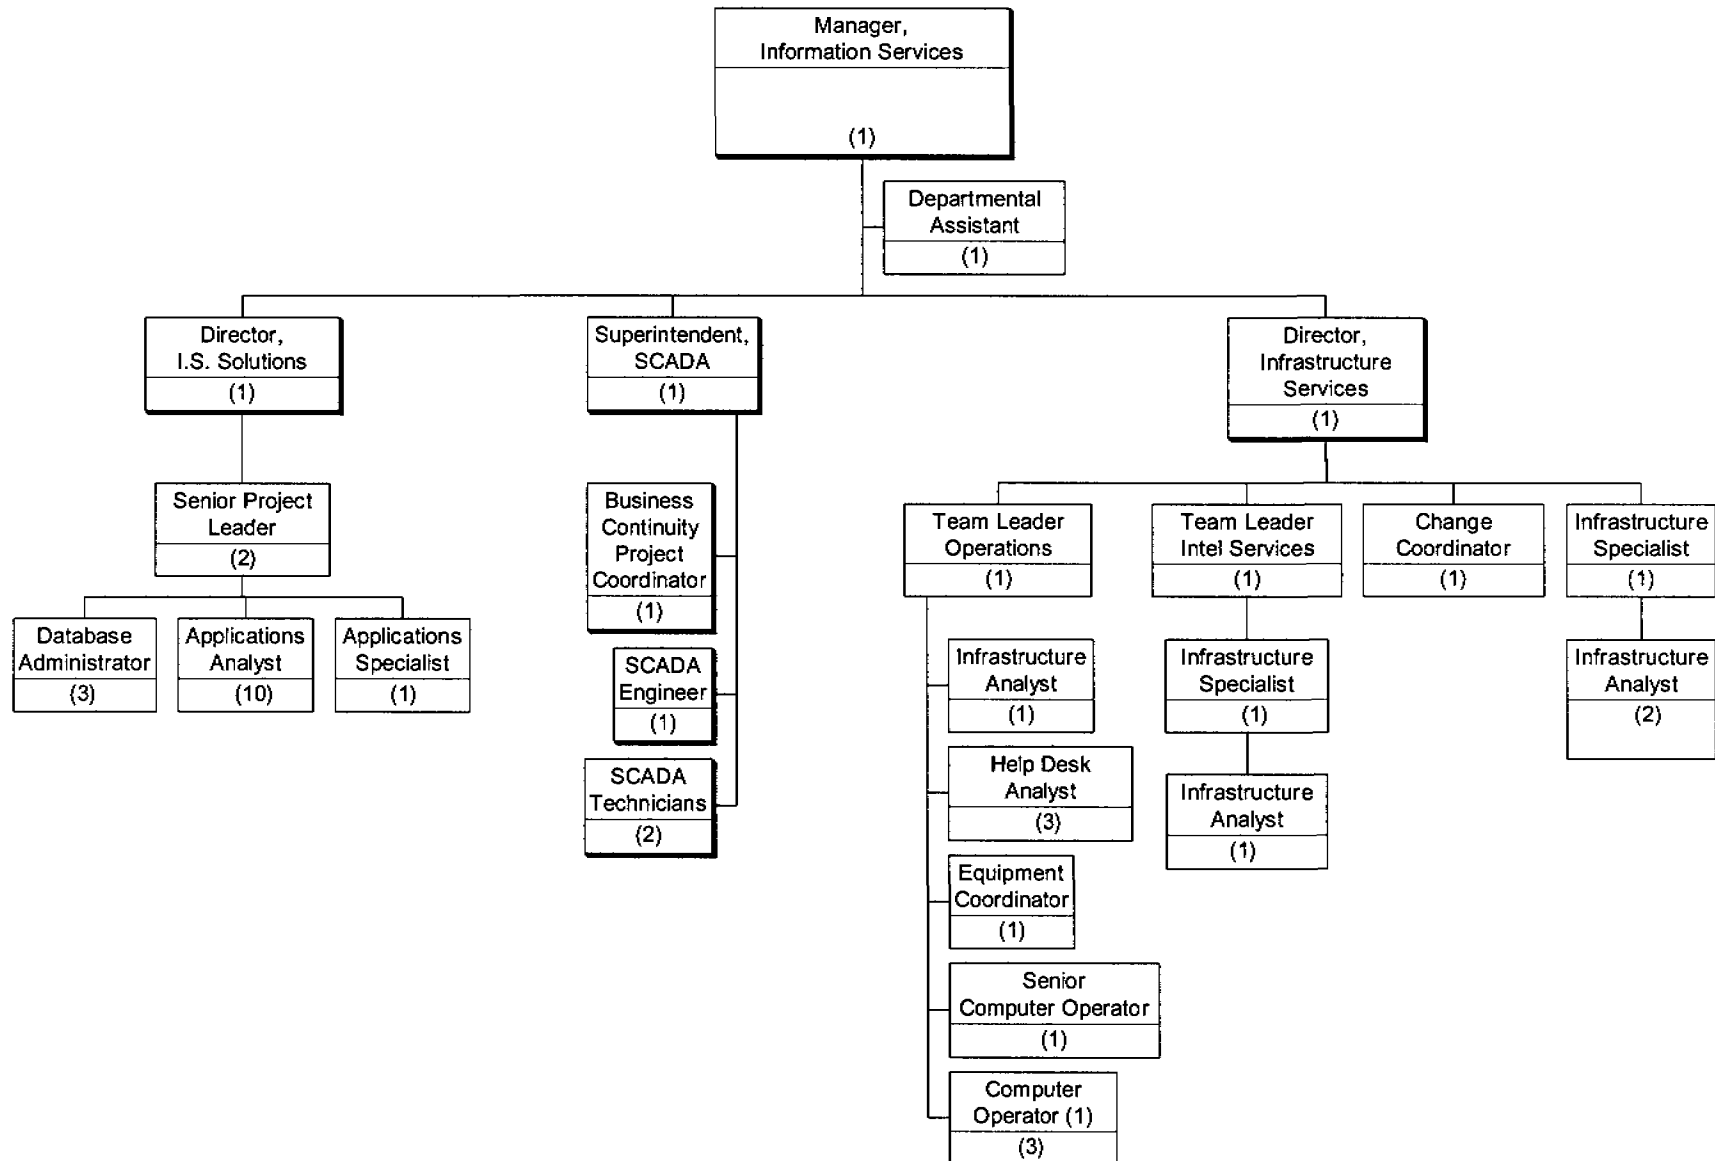 Manager,
Information Services
(1)
Departmental
Assistant
(1)
Director,
I.S. Solutions
(1)
Superintendent,
SCADA
(1)
Director,
Infrastructure
Services
(1)
Senior Project
Leader
(2)
Database
Administrator
(3)
Applications
Analyst
(10)
Applications
Specialist
(1)
Business
Continuity
Project
Coordinator
(1)
SCADA
Engineer
(1)
SCADA
Technicians
(2)
Team Leader
Operations
(1)
Infrastructure
Analyst
(1)
Help Desk
Analyst
(3)
Equipment
Coordinator
(1)
Senior
Computer Operator
(1)
Computer
Operator (1)
(3)
Team Leader
Intel Services
(1)
Infrastructure
Specialist
(1)
Infrastructure
Analyst
(1)
Change
Coordinator
(1)
Infrastructure
Specialist
(1)
Infrastructure
Analyst
(2)